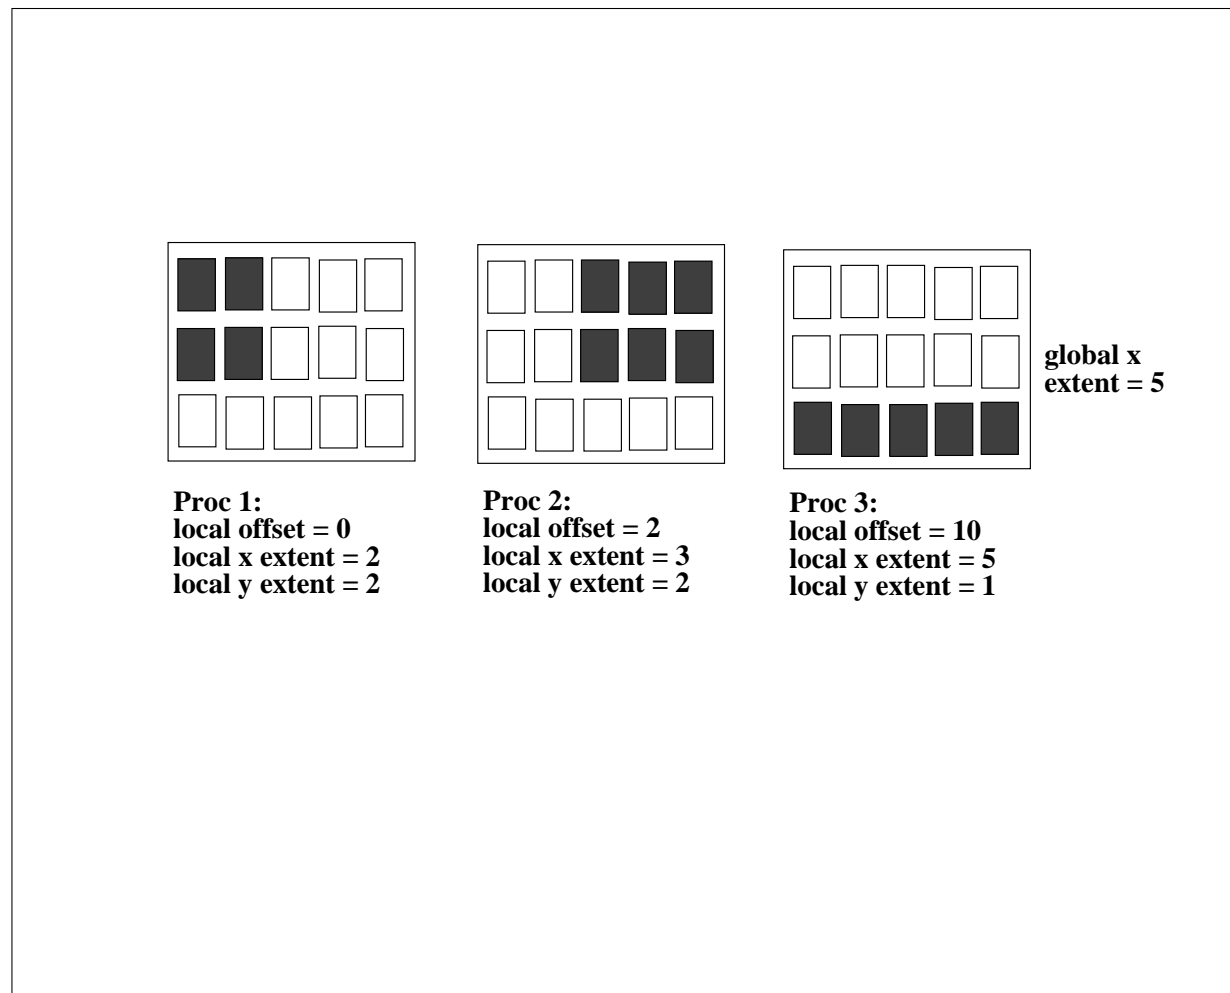 global x
extent = 5
Proc 1:
local offset = 0
local x extent = 2
local y extent = 2
Proc 2:
local offset = 2
local x extent = 3
local y extent = 2
Proc 3:
local offset = 10
local x extent = 5
local y extent = 1